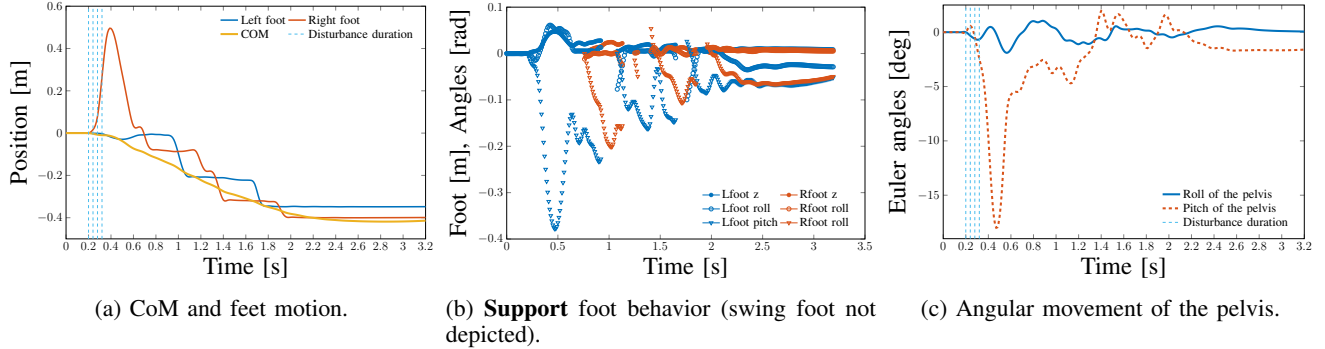 Position [m]
0.6
0.4
0.2
0
−0.2
−0.4
Left foot
Right foot
COM
Disturbance duration
0 0.2 0.4 0.6 0.8 1 1.2 1.4 1.6 1.8 2 2.2 2.4 2.6 2.8 3.2
Time [s]
(a) CoM and feet motion.
Foot [m], Angles [rad]
0.1
0
−0.1
−0.2
−0.3
0.4
Lfoot z
Lfoot roll
Lfoot pitch
Rfoot z
Rfoot roll
Rfoot roll
0 0.5 1 1.5 2 2.5 3 3.5
Time [s]
(b) Support foot behavior (swing foot not
depicted).
Euler angles [deg]
0
−5
−10
−15
Roll of the pelvis
Pitch of the pelvis
Disturbance duration
0 0.2 0.4 0.6 0.8 1 1.2 1.4 1.6 1.8 2 2.2 2.4 2.6 2.8 3.2
Time [s]
(c) Angular movement of the pelvis.